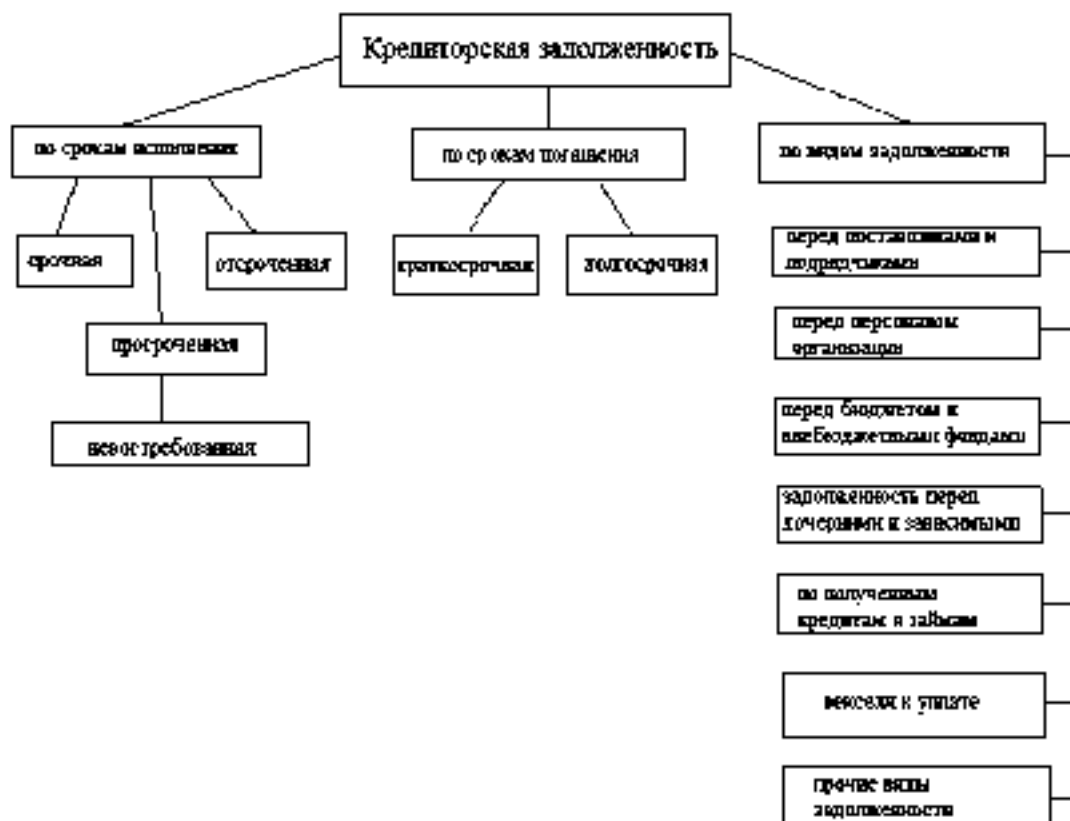 Кредиторская задолженность
по срокам исполнения
по срокам погашения
по видам задолженности
срочная
отсроченная
краткосрочная
долгосрочная
просроченная
невостребованная
перед поставщиками и
подрядчиками
перед персоналом
организации
перед бюджетом и
внебюджетными фондами
задолженность перед
дочерними и зависимыми
по полученным
кредитам и займам
векселя к уплате
прочие виды
задолженности